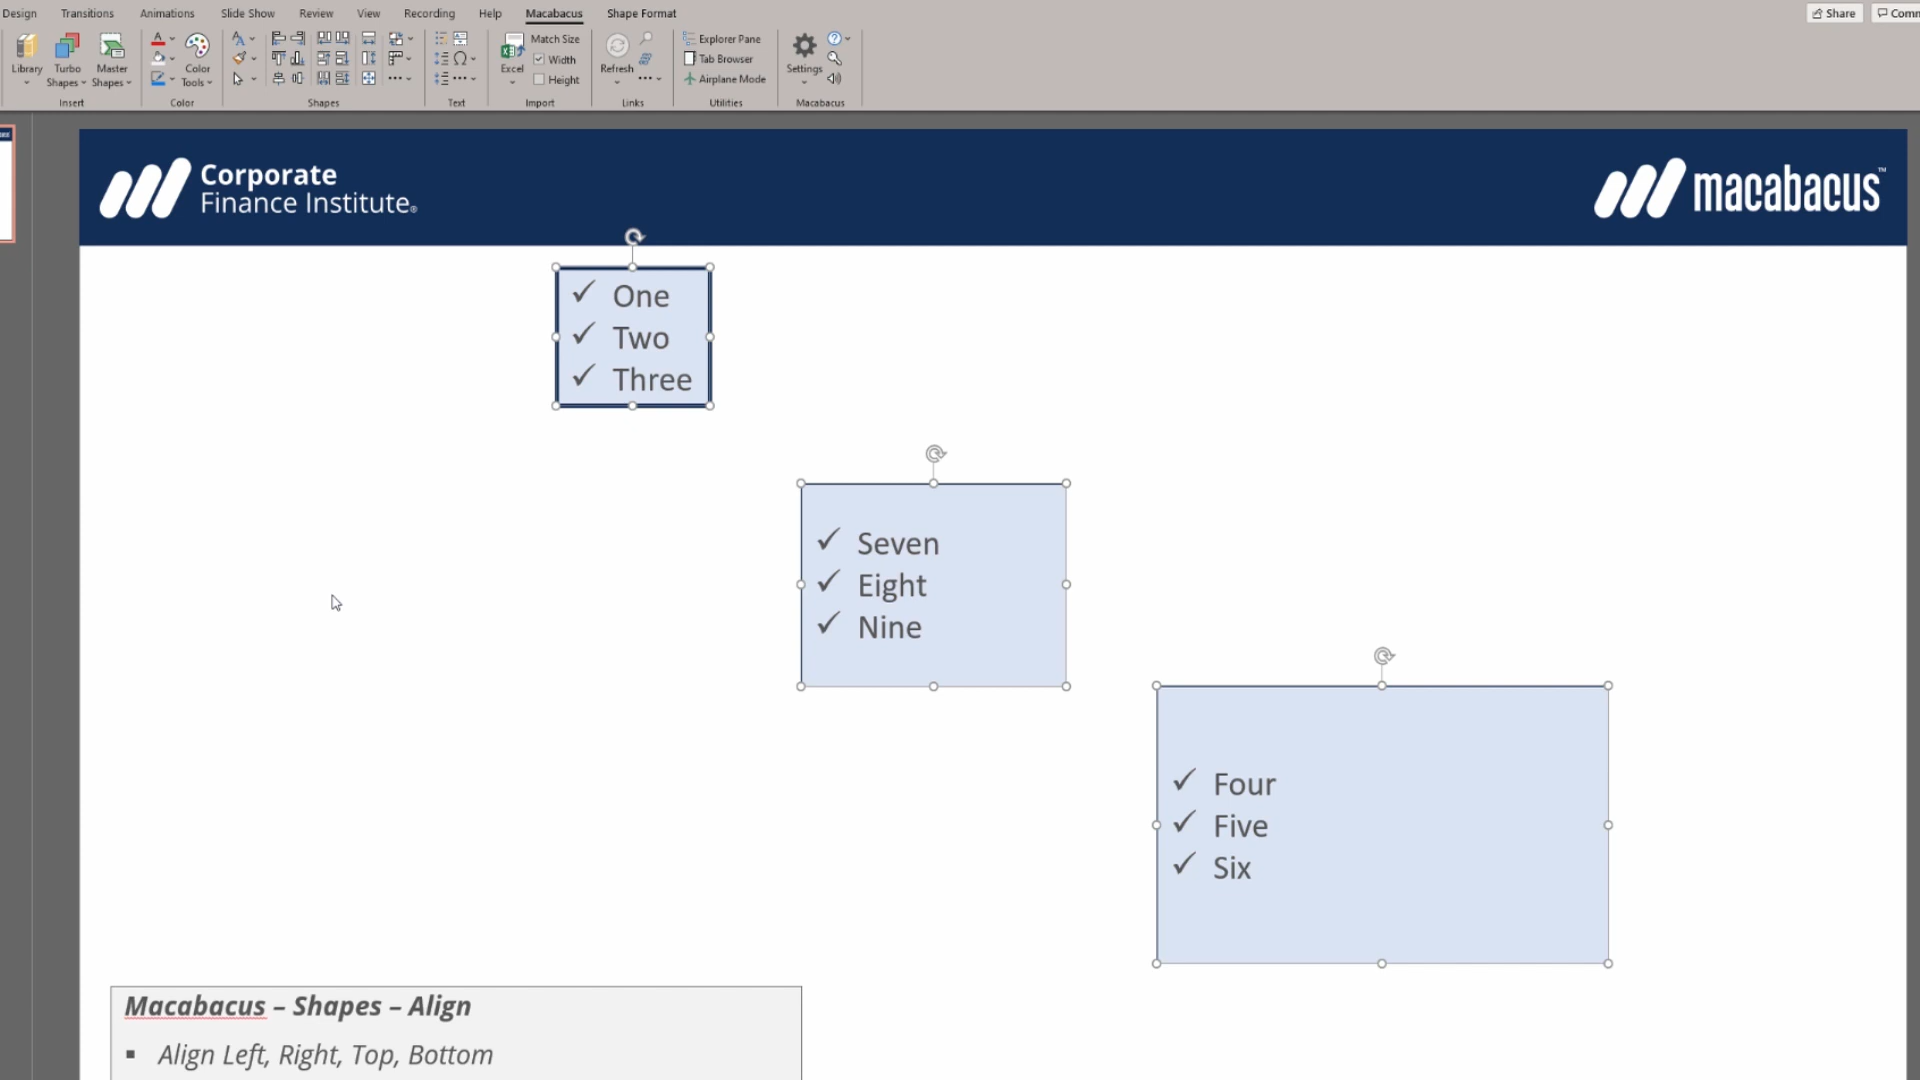 Design Transitions Animations Slide Show Review View Recording Help Macabacus Shape Format Share Comm
Library
Turbo Shapes
Master Shapes
Insert
Color Tools
Color
Shapes
Text
Excel
Match Size
Width
Height
Import
Refresh
Links
Explorer Pane
Tab Browser
Airplane Mode
Utilities
Settings
Macabacus
Corporate
Finance Institute®
macabacus™
✓ One
✓ Two
✓ Three
✓ Seven
✓ Eight
✓ Nine
✓ Four
✓ Five
✓ Six
Macabacus – Shapes – Align
▪ Align Left, Right, Top, Bottom